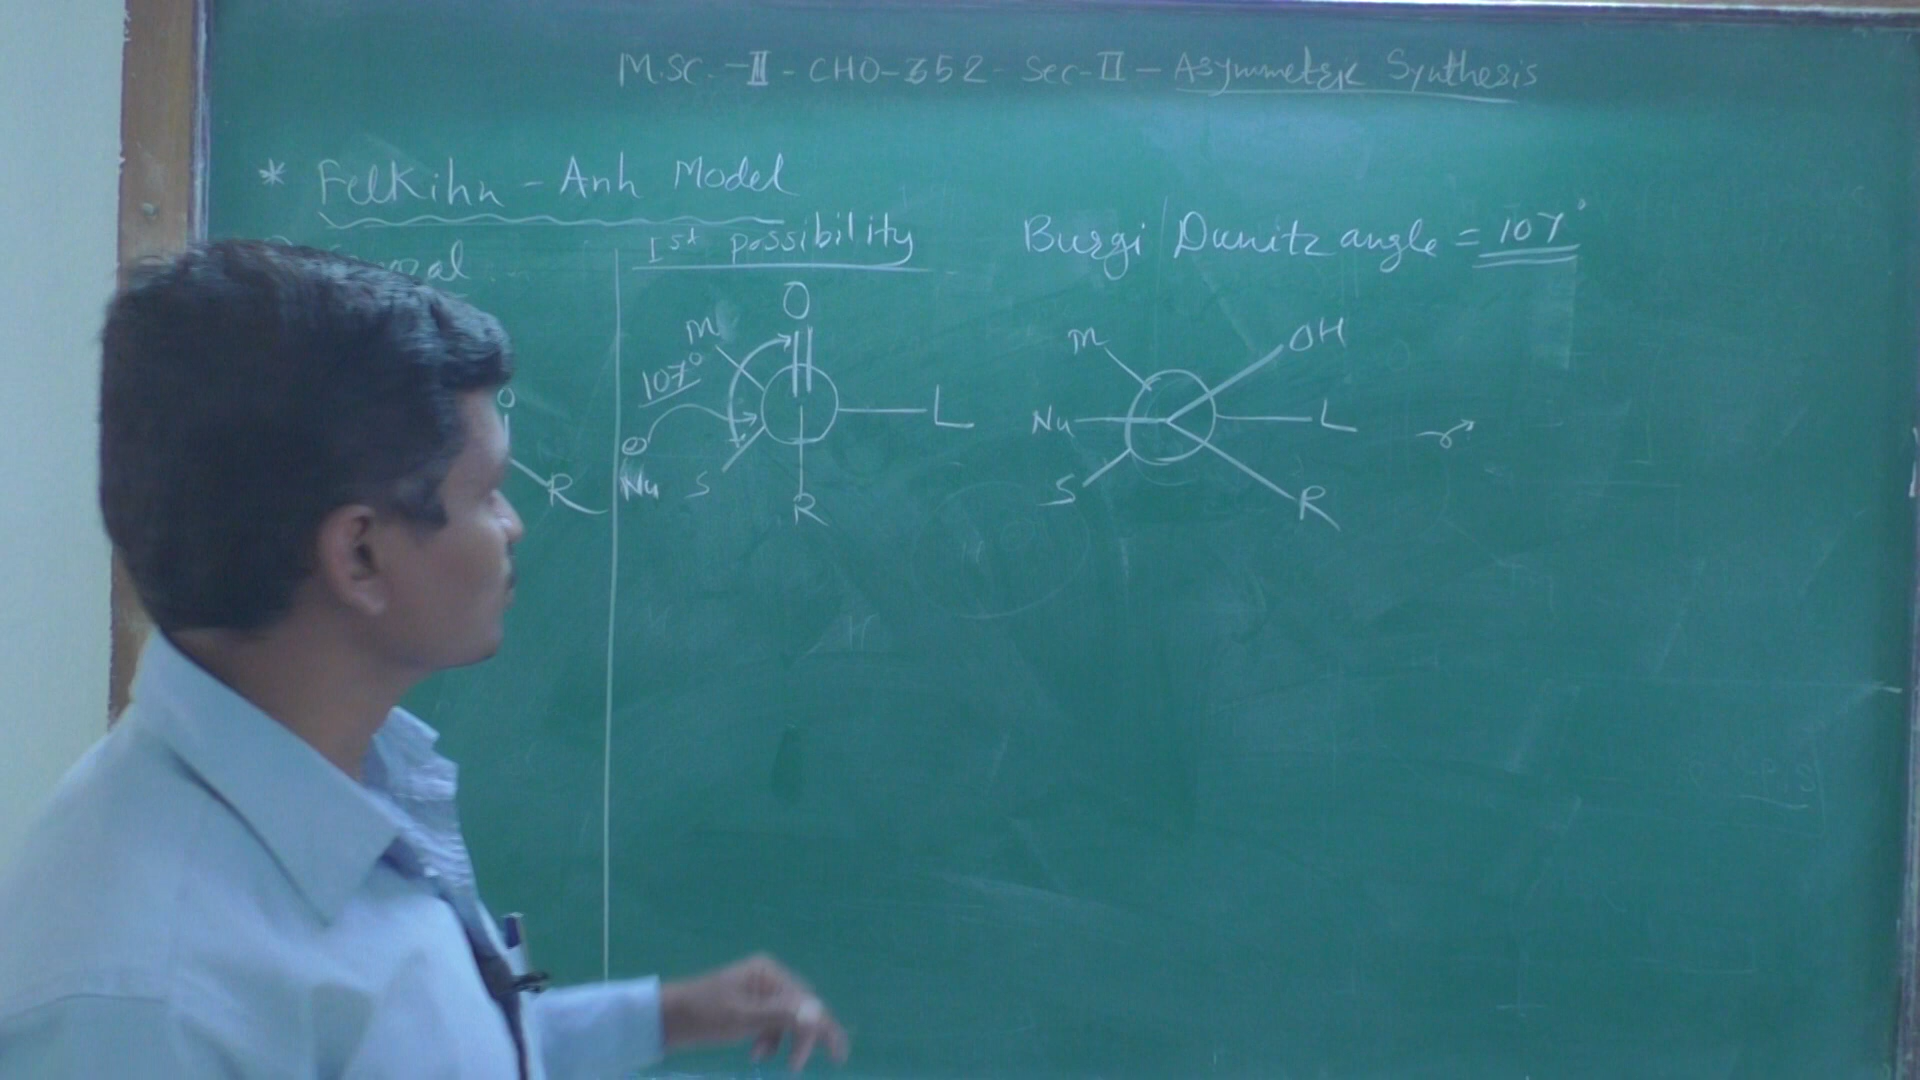 M.Sc.-II - CHO-352 - Sec-II - Asymmetric Synthesis
* Felkihn - Anh Model
Ist possibility
Burgi / Dunitz angle = 107°
O
M
107°
L
Nu
S
R
O
R
M
OH
Nu
L
S
R